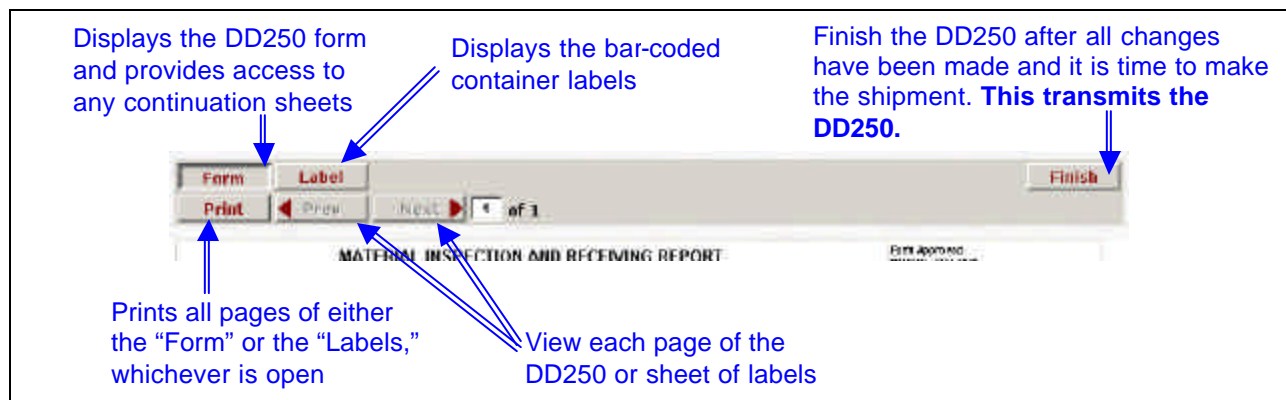 Displays the DD250 form
and provides access to
any continuation sheets
Displays the bar-coded
container labels
Finish the DD250 after all changes
have been made and it is time to make
the shipment. This transmits the
DD250.
Form Label Finish
Print Prev Next of 1
MATERIAL INSPECTION AND RECEIVING REPORT
Form Approved
Prints all pages of either
the “Form” or the “Labels,”
whichever is open
View each page of the
DD250 or sheet of labels